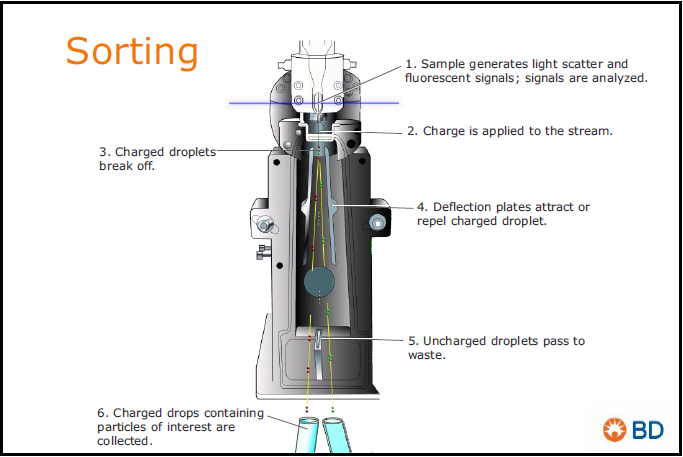 Sorting
1. Sample generates light scatter and
fluorescent signals; signals are analyzed.
2. Charge is applied to the stream.
3. Charged droplets
break off.
4. Deflection plates attract or
repel charged droplet.
5. Uncharged droplets pass to
waste.
6. Charged drops containing
particles of interest are
collected.
BD